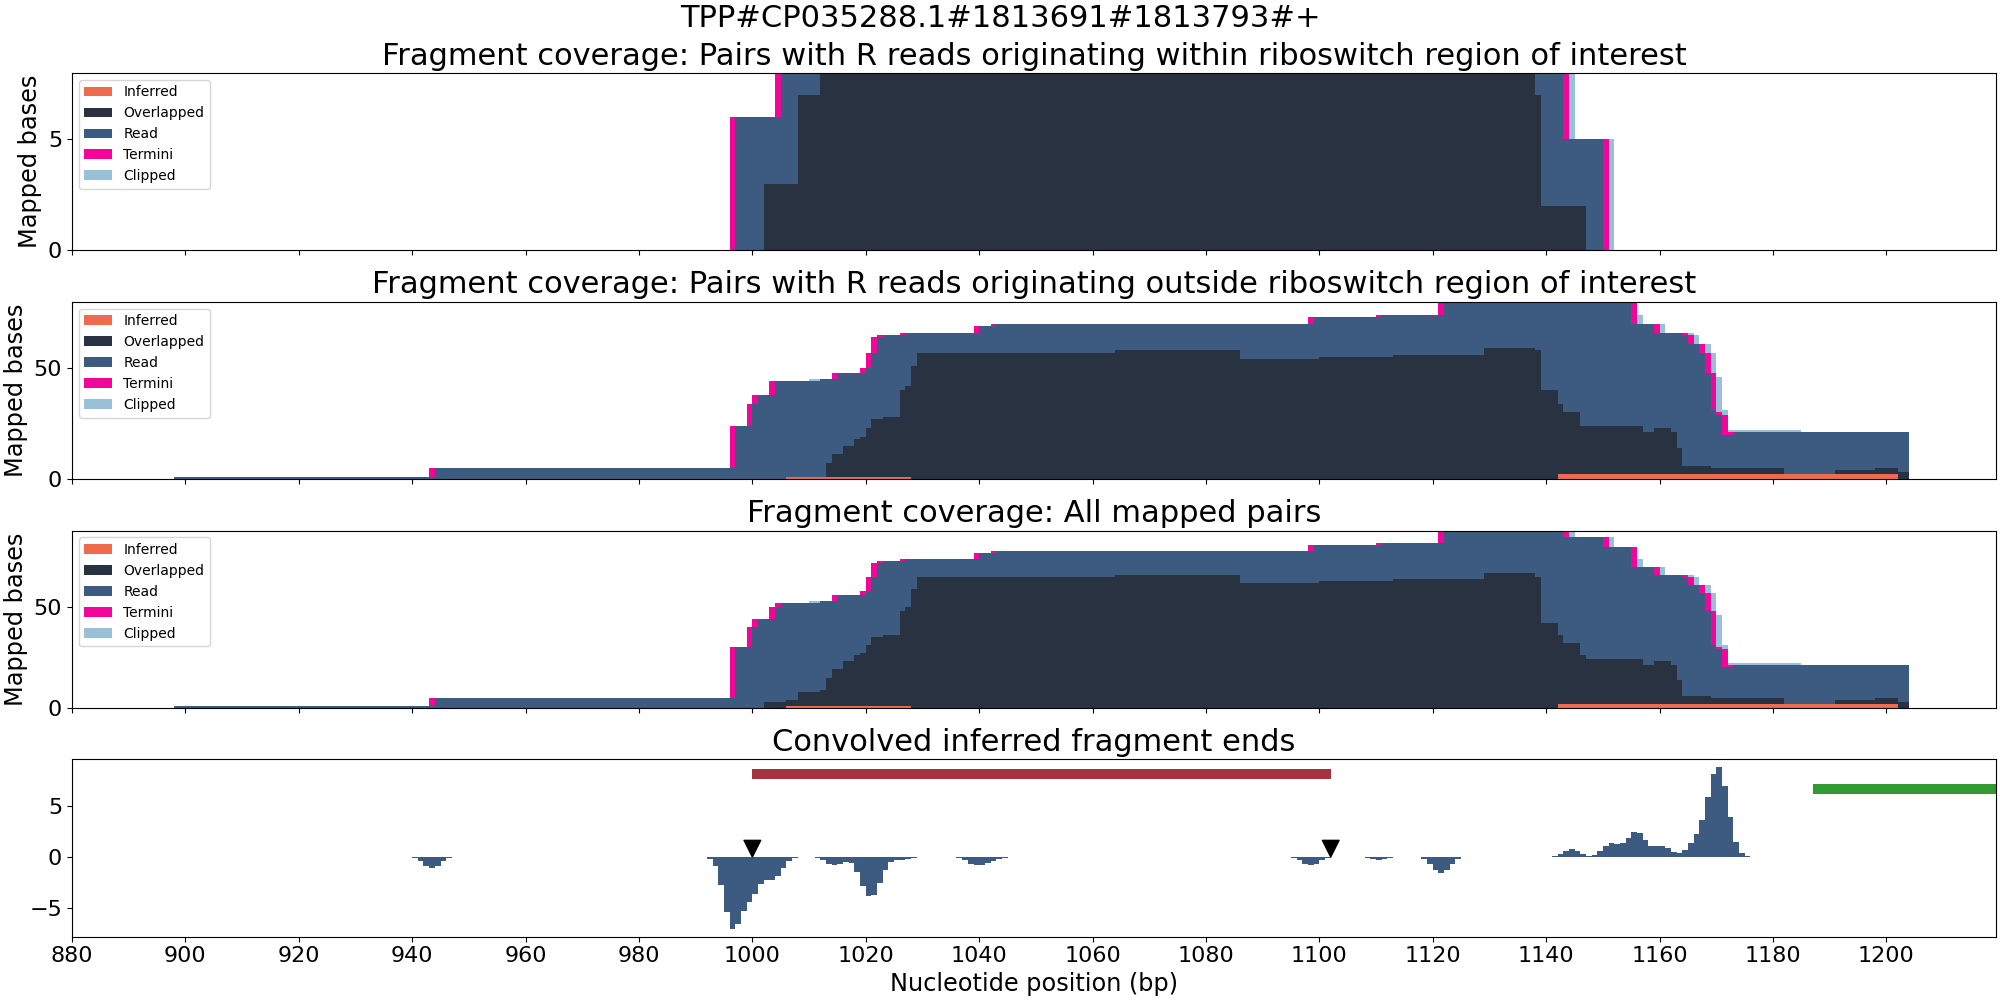 TPP#CP035288.1#1813691#1813793#+
Fragment coverage: Pairs with R reads originating within riboswitch region of interest
Mapped bases
5
0
Inferred
Overlapped
Read
Termini
Clipped
Fragment coverage: Pairs with R reads originating outside riboswitch region of interest
Mapped bases
50
0
Inferred
Overlapped
Read
Termini
Clipped
Fragment coverage: All mapped pairs
Mapped bases
50
0
Inferred
Overlapped
Read
Termini
Clipped
Convolved inferred fragment ends
5
0
−5
880 900 920 940 960 980 1000 1020 1040 1060 1080 1100 1120 1140 1160 1180 1200
Nucleotide position (bp)